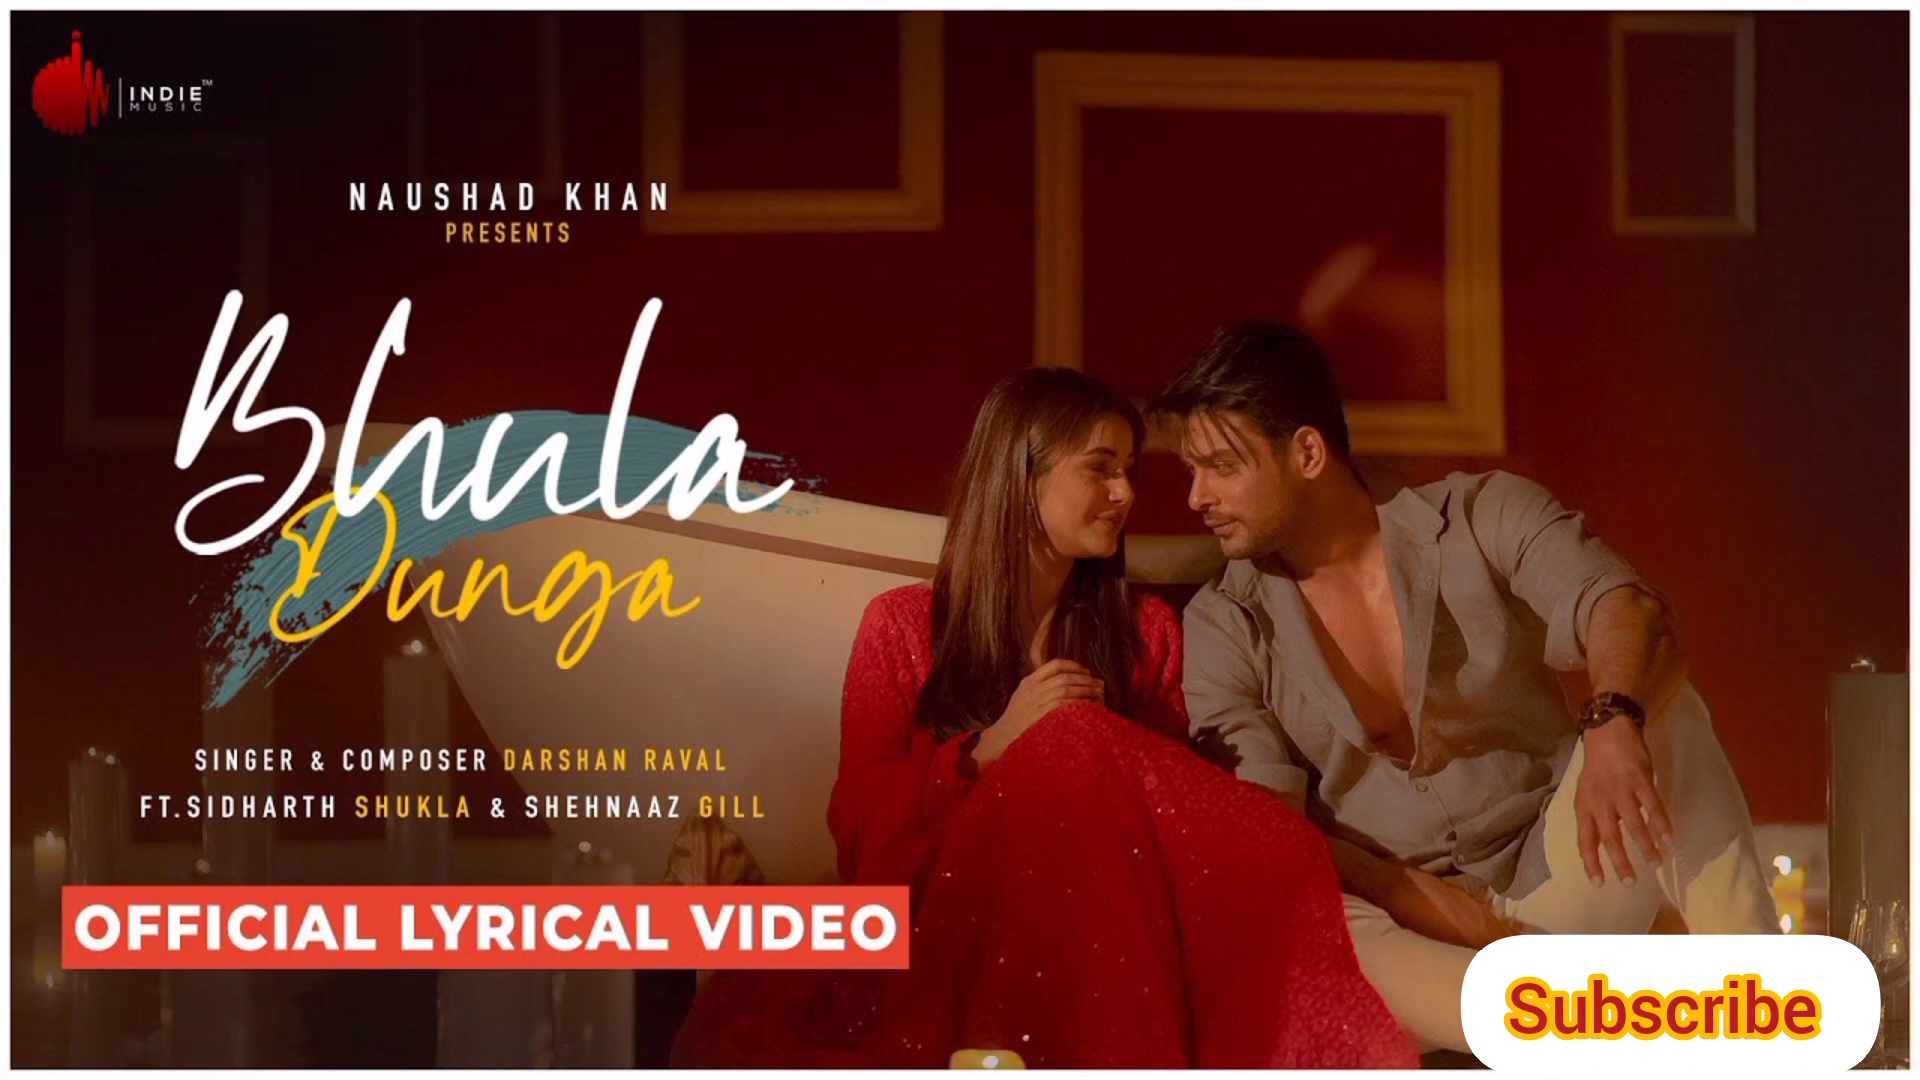 INDIE™
MUSIC
NAUSHAD KHAN
PRESENTS
Bhula
Dunga
SINGER & COMPOSER DARSHAN RAVAL
FT.SIDHARTH SHUKLA & SHEHNAAZ GILL
OFFICIAL LYRICAL VIDEO
Subscribe